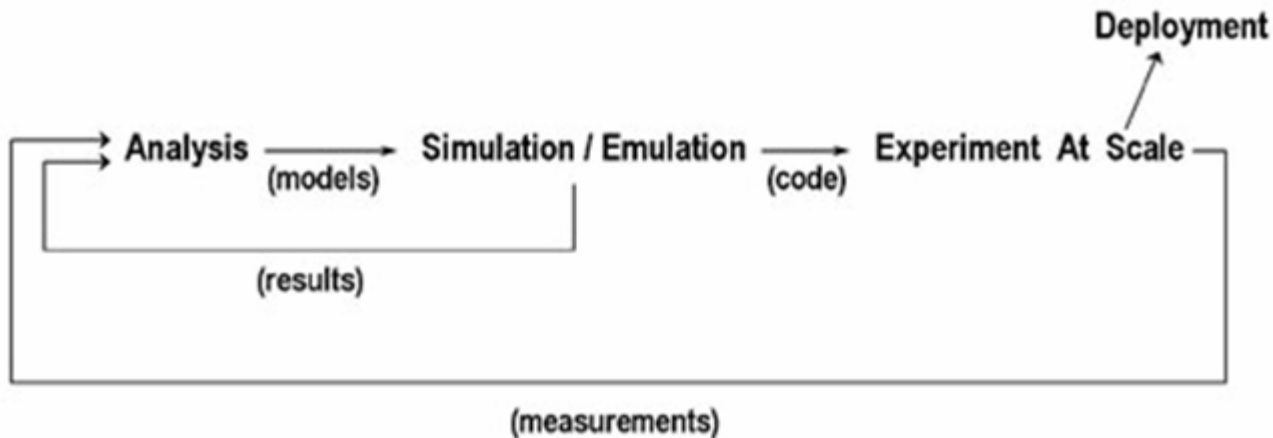 Deployment
Analysis
(models)
Simulation / Emulation
(code)
Experiment At Scale
(results)
(measurements)